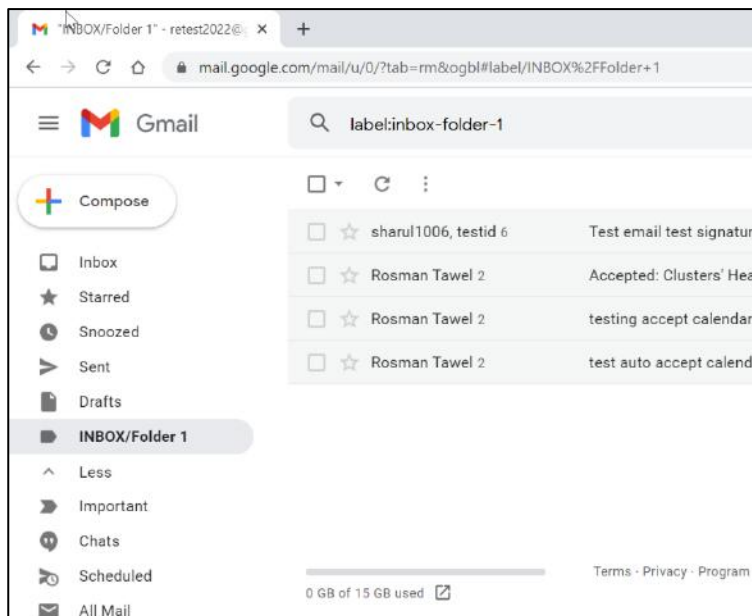 "INBOX/Folder 1" - retest2022@
mail.google.com/mail/u/0/?tab=rm&ogbl#label/INBOX%2FFolder+1
Gmail
label:inbox-folder-1
Compose
sharul1006, testid 6 Test email test signatur
Inbox
Rosman Tawel 2 Accepted: Clusters' Hea
Starred
Rosman Tawel 2 testing accept calendar
Snoozed
Rosman Tawel 2 test auto accept calend
Sent
Drafts
INBOX/Folder 1
Less
Important
Chats
Scheduled
Terms · Privacy · Program
0 GB of 15 GB used
All Mail